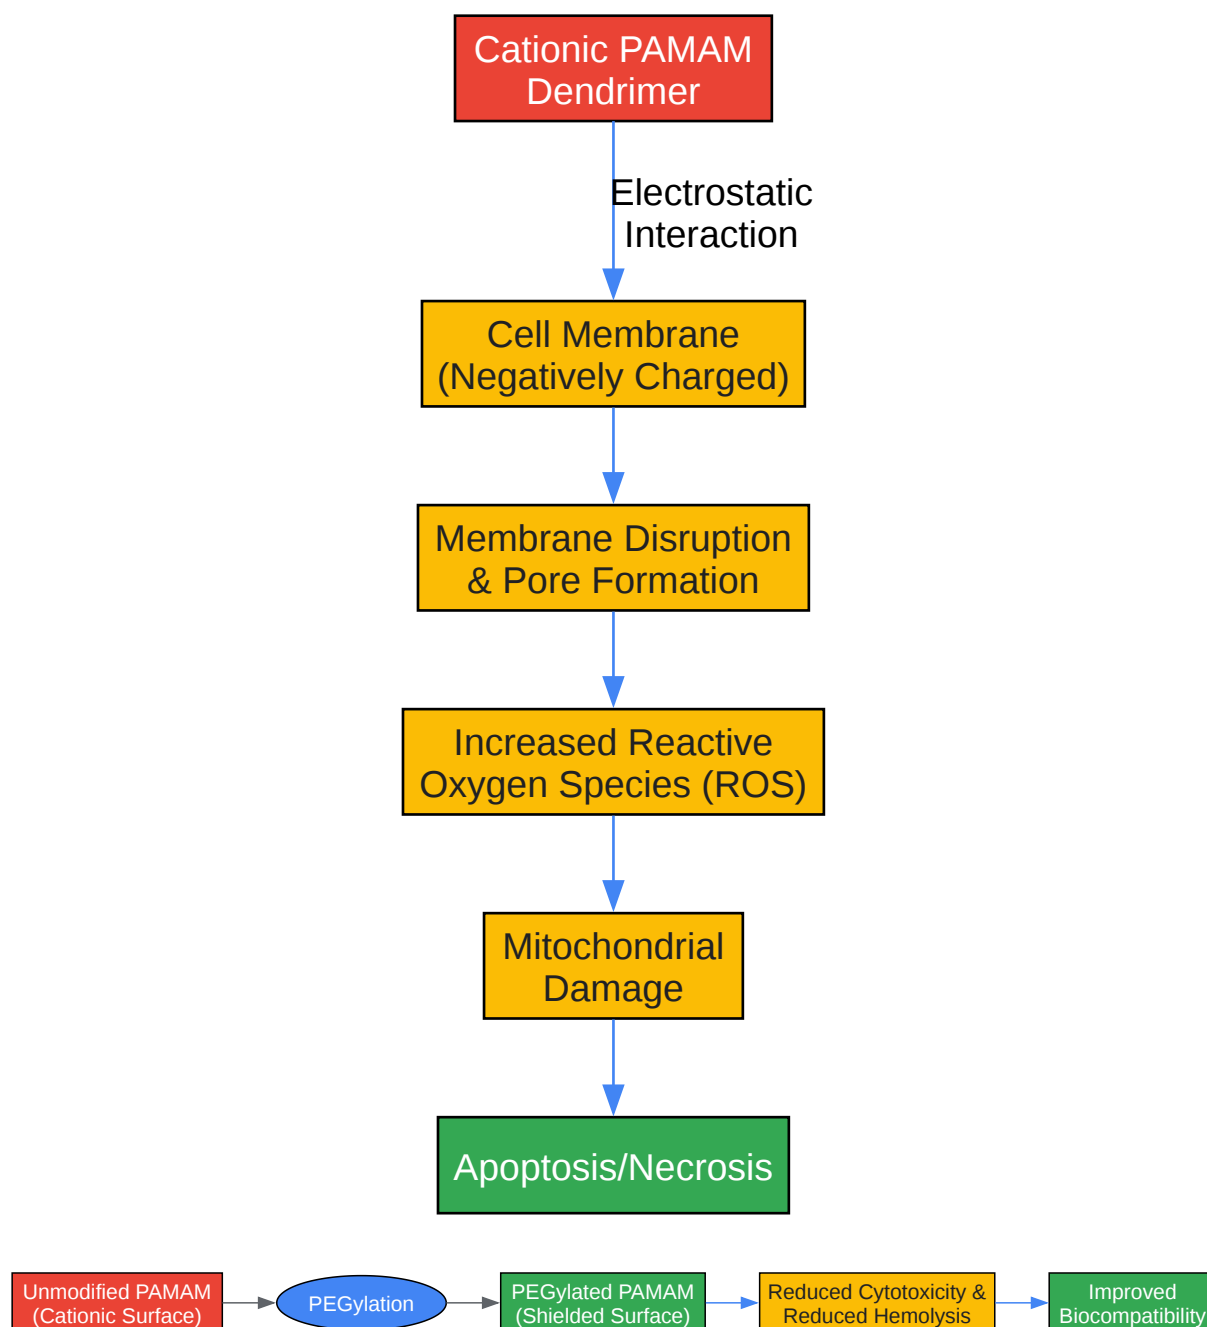 Cationic PAMAM
Dendrimer
Electrostatic
Interaction
Cell Membrane
(Negatively Charged)
Membrane Disruption
& Pore Formation
Increased Reactive
Oxygen Species (ROS)
Mitochondrial
Damage
Apoptosis/Necrosis
Unmodified PAMAM
(Cationic Surface)
PEGylation
PEGylated PAMAM
(Shielded Surface)
Reduced Cytotoxicity &
Reduced Hemolysis
Improved
Biocompatibility